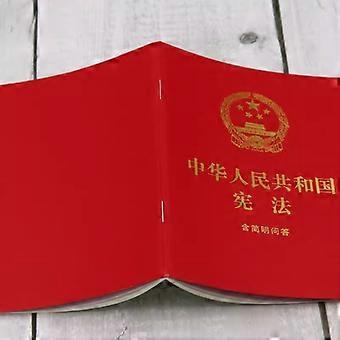 中华人民共和国
宪法
含简明问答